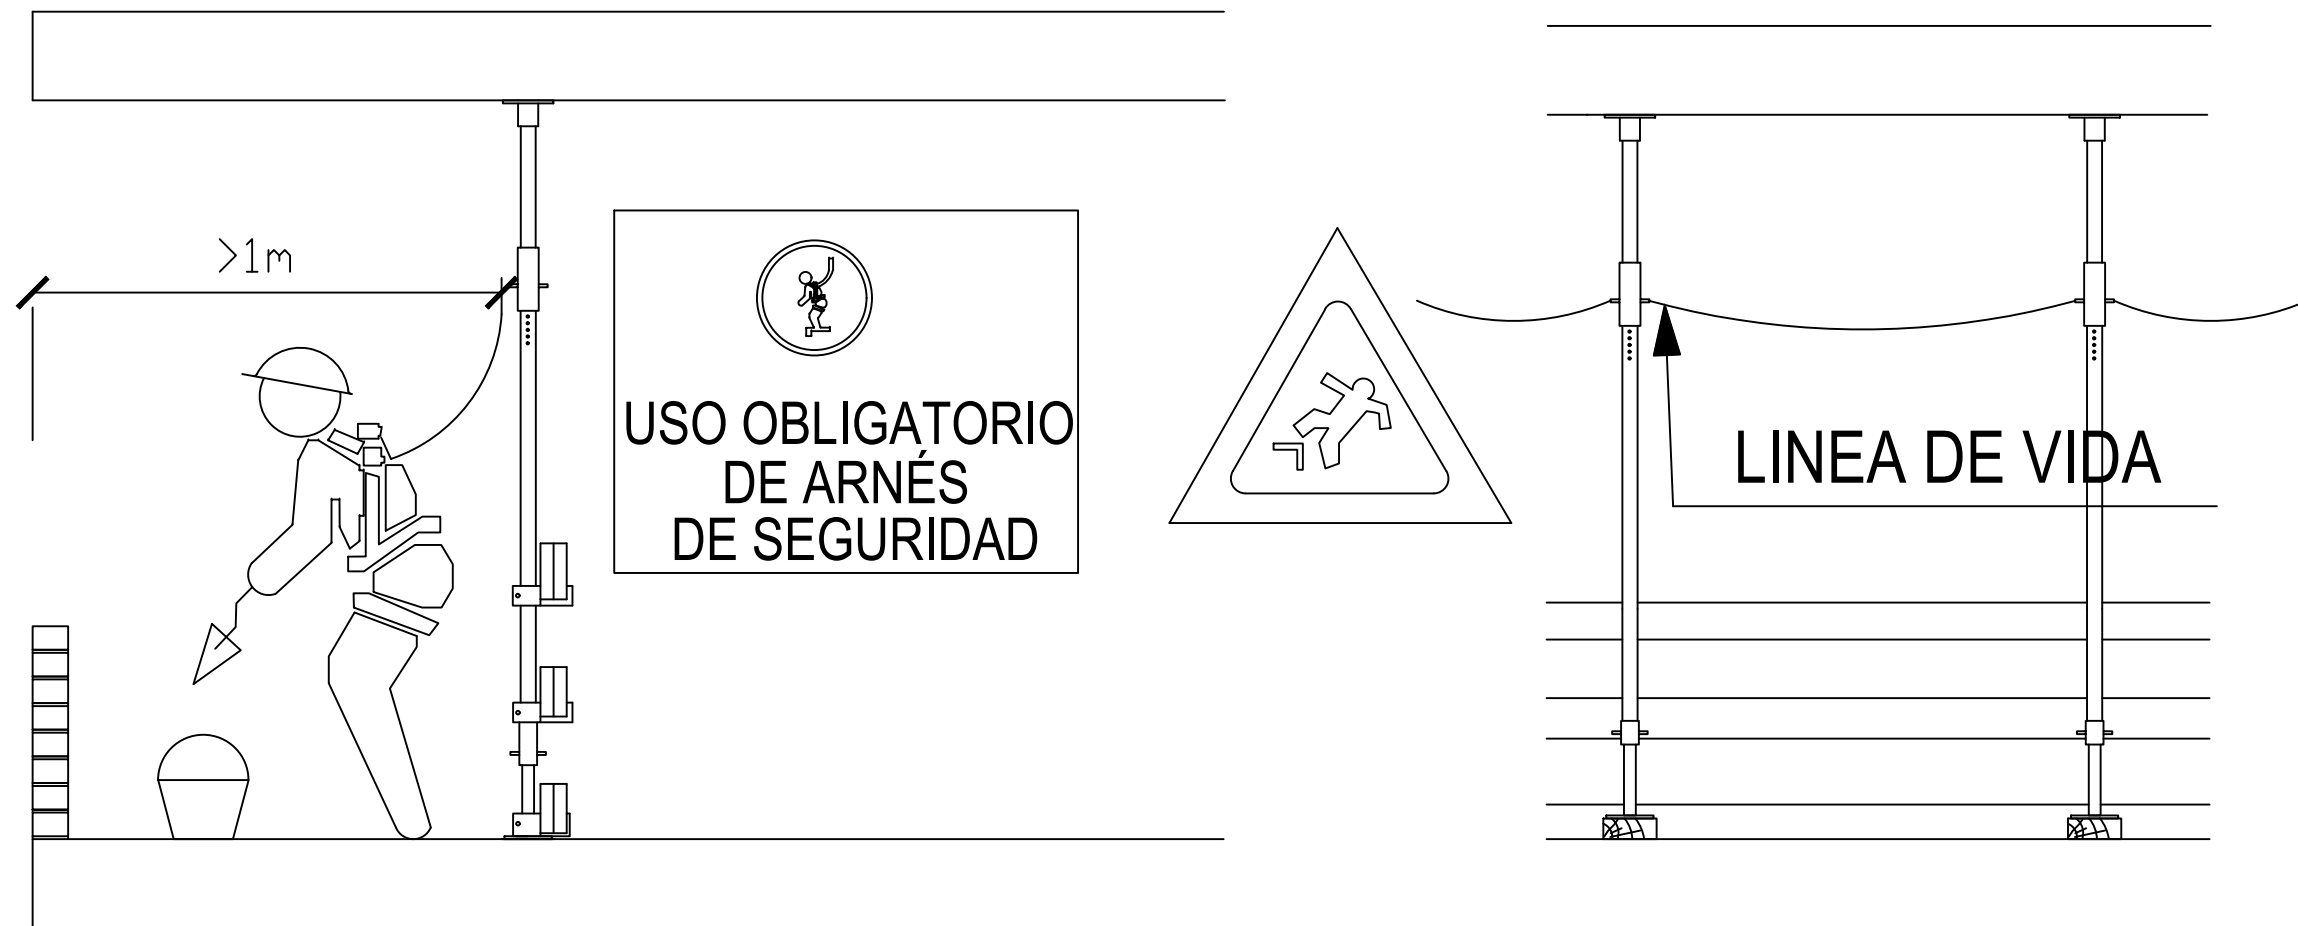 >1m
USO OBLIGATORIO
DE ARNÉS
DE SEGURIDAD
LINEA DE VIDA